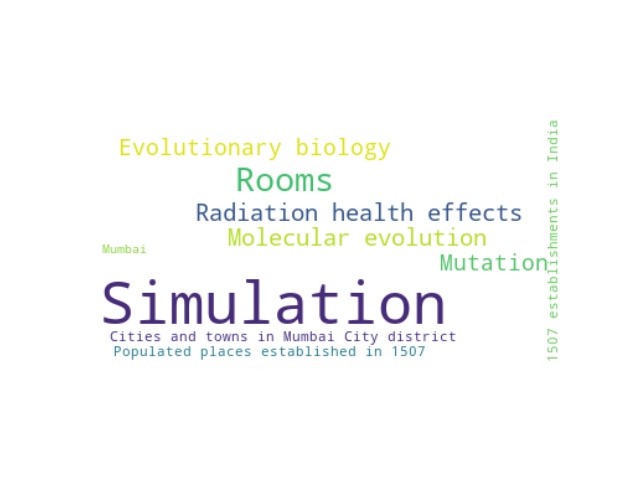 Evolutionary biology
Rooms
Radiation health effects
Molecular evolution
Mumbai
Mutation
Simulation
Cities and towns in Mumbai City district
Populated places established in 1507
1507 establishments in India